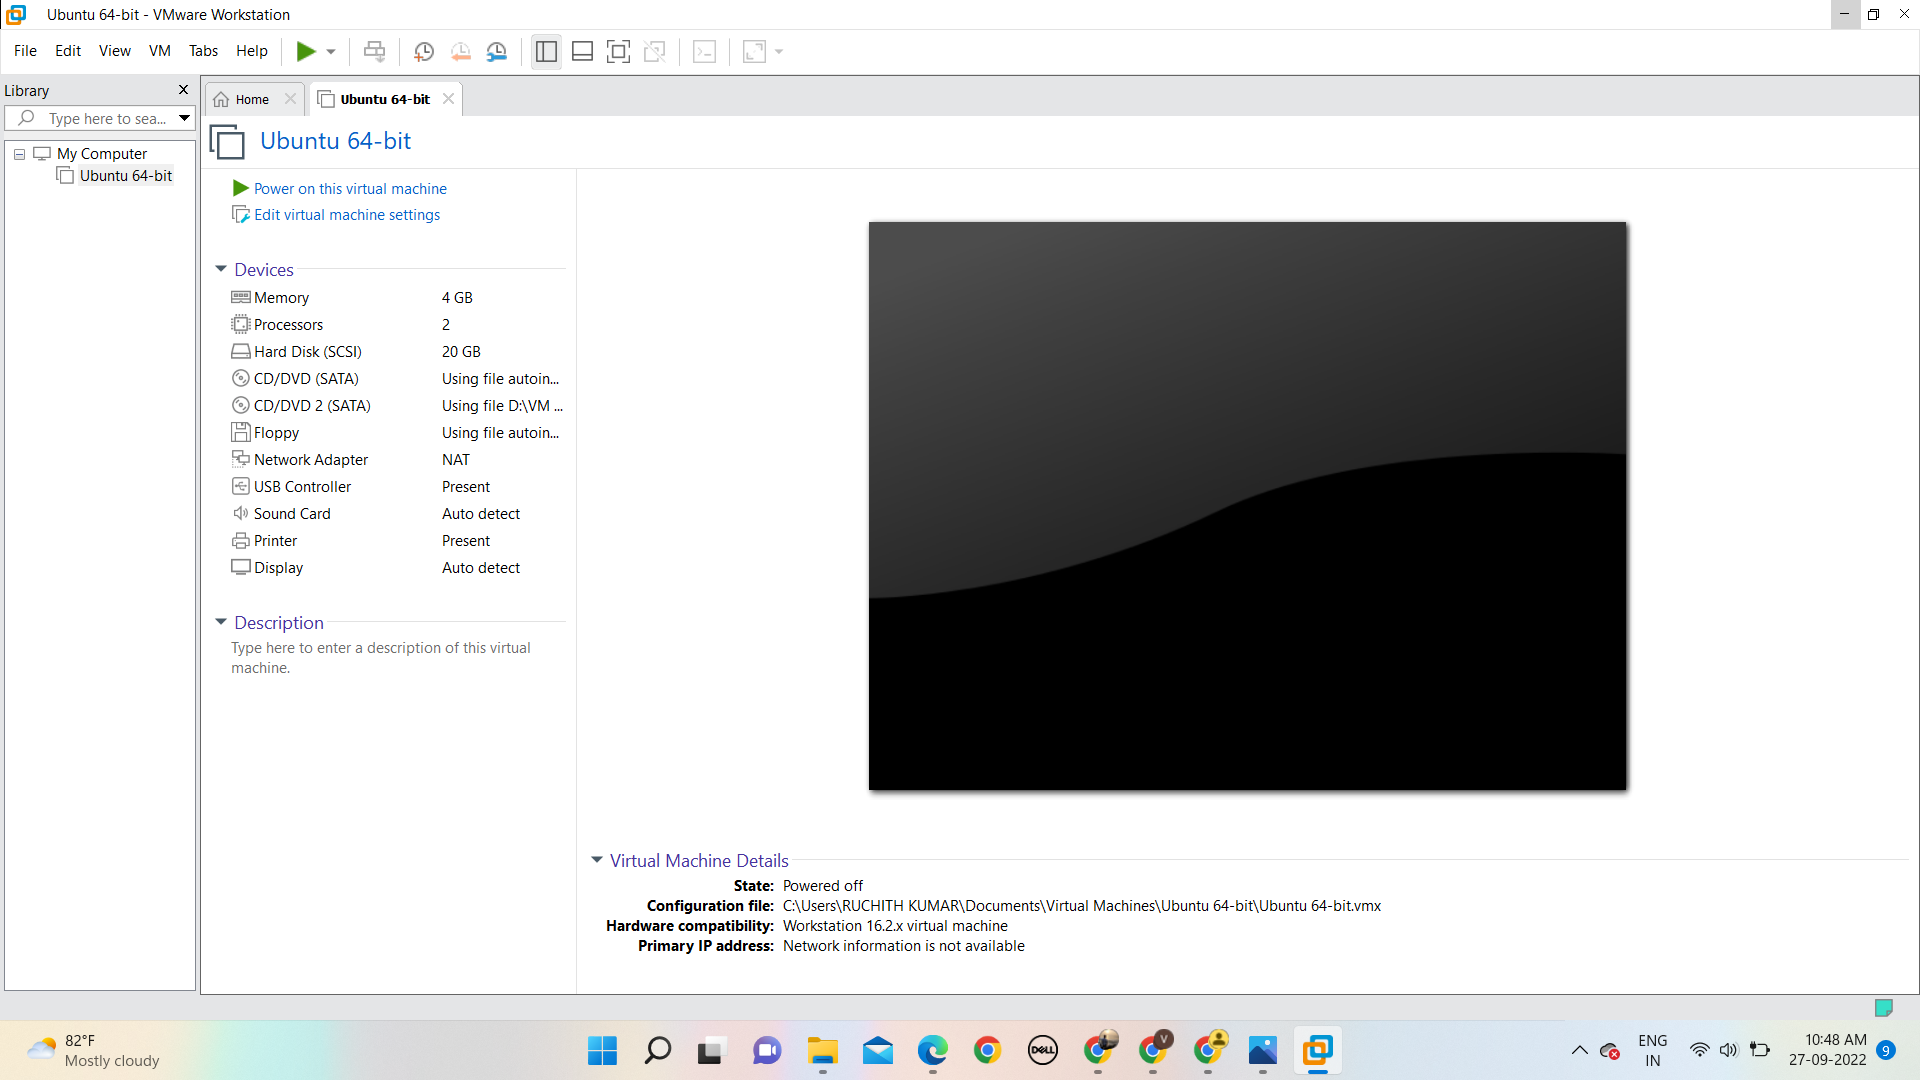 Ubuntu 64-bit - VMware Workstation
File Edit View VM Tabs Help
Library
Type here to sea...
My Computer
Ubuntu 64-bit
Home
Ubuntu 64-bit
Ubuntu 64-bit
Power on this virtual machine
Edit virtual machine settings
Devices
Memory 4 GB
Processors 2
Hard Disk (SCSI) 20 GB
CD/DVD (SATA) Using file autoin...
CD/DVD 2 (SATA) Using file D:\VM ...
Floppy Using file autoin...
Network Adapter NAT
USB Controller Present
Sound Card Auto detect
Printer Present
Display Auto detect
Description
Type here to enter a description of this virtual
machine.
Virtual Machine Details
State: Powered off
Configuration file: C:\Users\RUCHITH KUMAR\Documents\Virtual Machines\Ubuntu 64-bit\Ubuntu 64-bit.vmx
Hardware compatibility: Workstation 16.2.x virtual machine
Primary IP address: Network information is not available
82°F
Mostly cloudy
DELL
V
ENG
IN
10:48 AM
27-09-2022
9